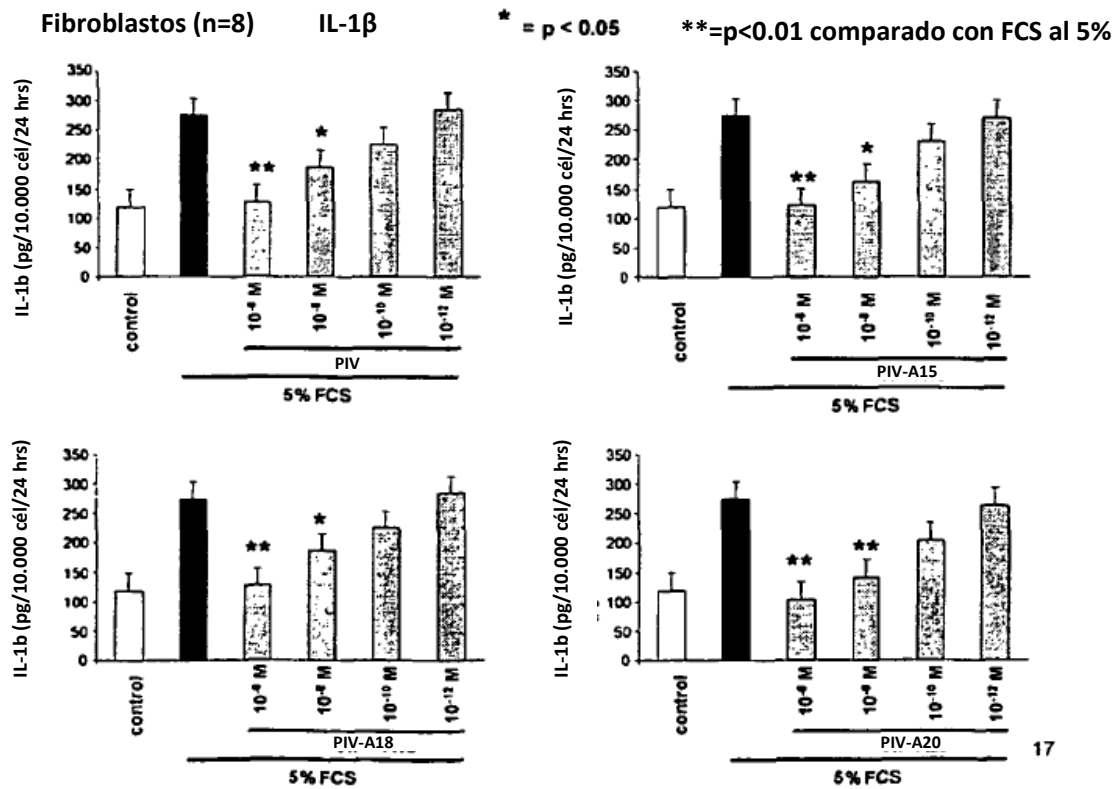 Fibroblastos (n=8) IL-1β * = p < 0.05 **=p<0.01 comparado con FCS al 5%
IL-1b (pg/10.000 cél/24 hrs)
350
300
250
200
150
100
50
0
** *
control
10⁻⁶ M
10⁻⁸ M
10⁻¹⁰ M
10⁻¹² M
PIV
5% FCS
IL-1b (pg/10.000 cél/24 hrs)
350
300
250
200
150
100
50
0
** *
control
10⁻⁶ M
10⁻⁸ M
10⁻¹⁰ M
10⁻¹² M
PIV-A15
5% FCS
IL-1b (pg/10.000 cél/24 hrs)
350
300
250
200
150
100
50
0
** *
control
10⁻⁶ M
10⁻⁸ M
10⁻¹⁰ M
10⁻¹² M
PIV-A18
5% FCS
IL-1b (pg/10.000 cél/24 hrs)
350
300
250
200
150
100
50
0
** **
control
10⁻⁶ M
10⁻⁸ M
10⁻¹⁰ M
10⁻¹² M
PIV-A20
5% FCS
17